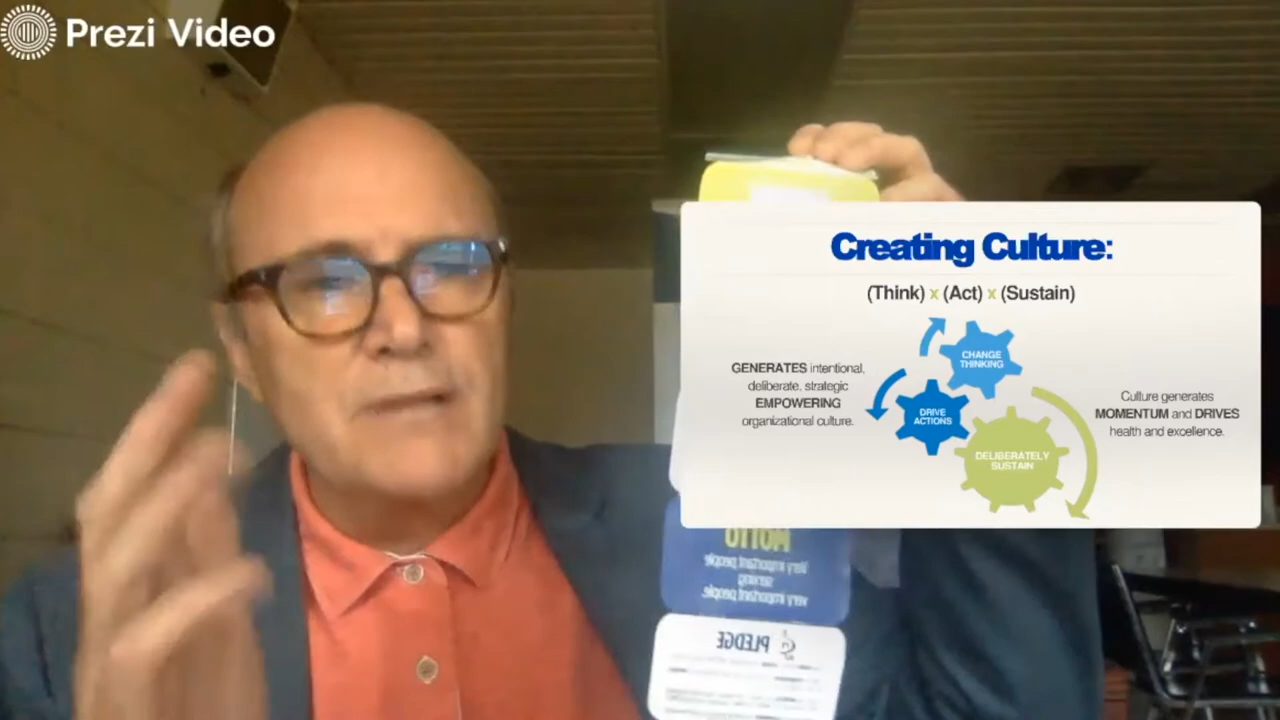 Prezi Video
Creating Culture:
(Think) x (Act) x (Sustain)
GENERATES intentional,
deliberate, strategic
EMPOWERING
organizational culture.
CHANGE
THINKING
DRIVE
ACTIONS
DELIBERATELY
SUSTAIN
Culture generates
MOMENTUM and DRIVES
health and excellence.
MOTTO
Very important people
serving
very important people.
PLEDGE